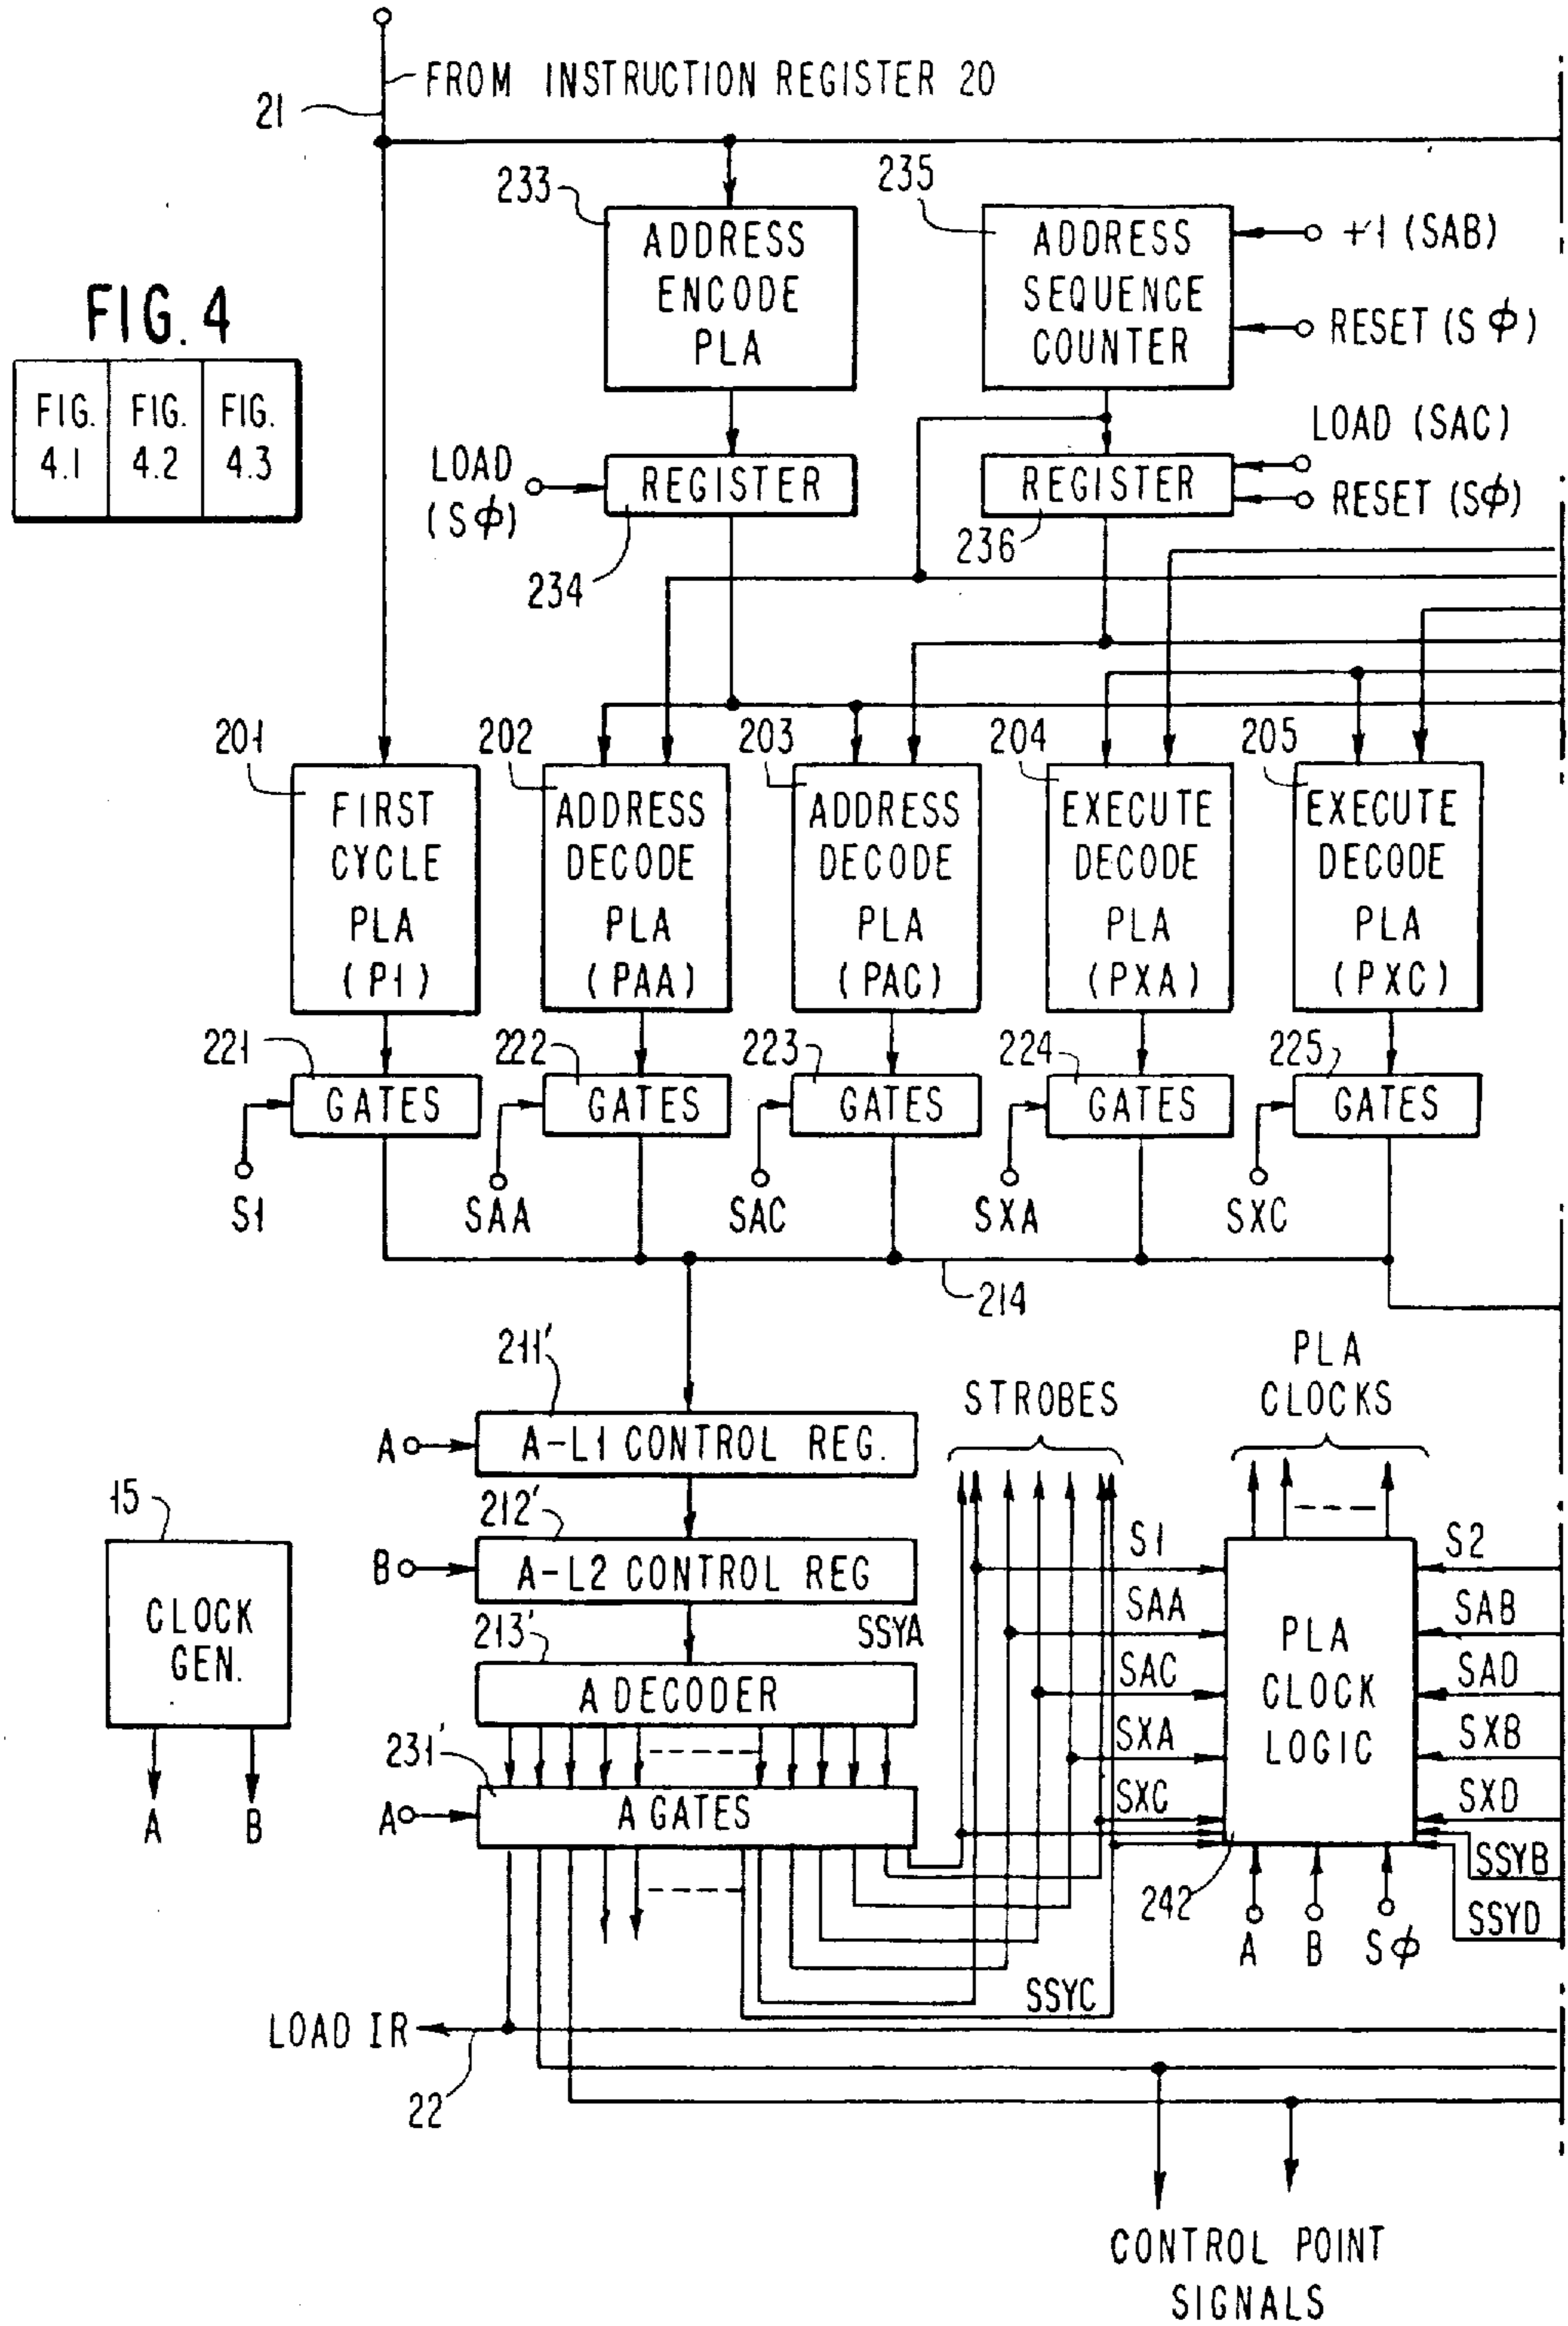 FROM INSTRUCTION REGISTER 20
21
233
235
ADDRESS
ENCODE
PLA
ADDRESS
SEQUENCE
COUNTER
+1 (SAB)
RESET (Sϕ)
FIG. 4
FIG.
4.1
FIG.
4.2
FIG.
4.3
LOAD
(Sϕ)
REGISTER
234
REGISTER
236
LOAD (SAC)
RESET (Sϕ)
201
202
203
204
205
FIRST
CYCLE
PLA
(P1)
ADDRESS
DECODE
PLA
(PAA)
ADDRESS
DECODE
PLA
(PAC)
EXECUTE
DECODE
PLA
(PXA)
EXECUTE
DECODE
PLA
(PXC)
221
222
223
224
225
GATES
GATES
GATES
GATES
GATES
S1
SAA
SAC
SXA
SXC
214
211'
A
A-L1 CONTROL REG.
212'
B
A-L2 CONTROL REG
213'
SSYA
A DECODER
231'
A
A GATES
15
CLOCK
GEN.
A
B
STROBES
PLA
CLOCKS
S1
SAA
SAC
SXA
SXC
PLA
CLOCK
LOGIC
S2
SAB
SAD
SXB
SXD
SSYB
SSYD
242
A
B
Sϕ
SSYC
LOAD IR
22
CONTROL POINT
SIGNALS